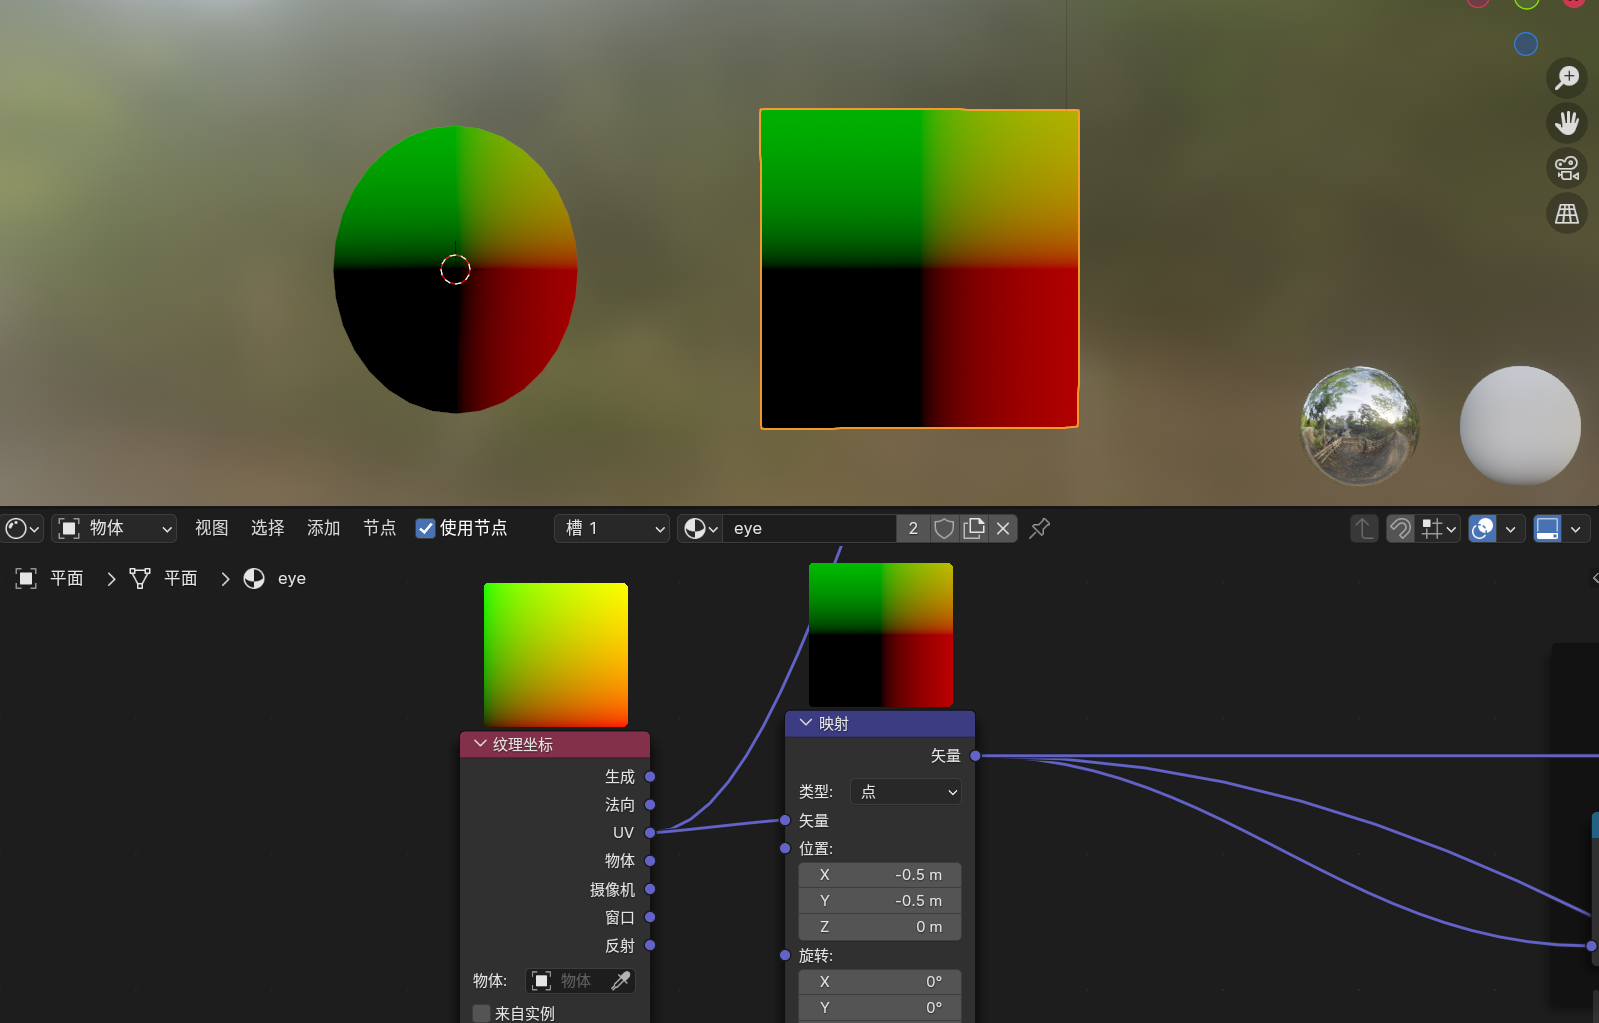 物体 视图 选择 添加 节点 使用节点 槽 1 eye 2
平面 平面 eye
纹理坐标
生成
法向
UV
物体
摄像机
窗口
反射
物体: 物体
来自实例
映射
矢量
类型: 点
矢量
位置:
X -0.5 m
Y -0.5 m
Z 0 m
旋转:
X 0°
Y 0°